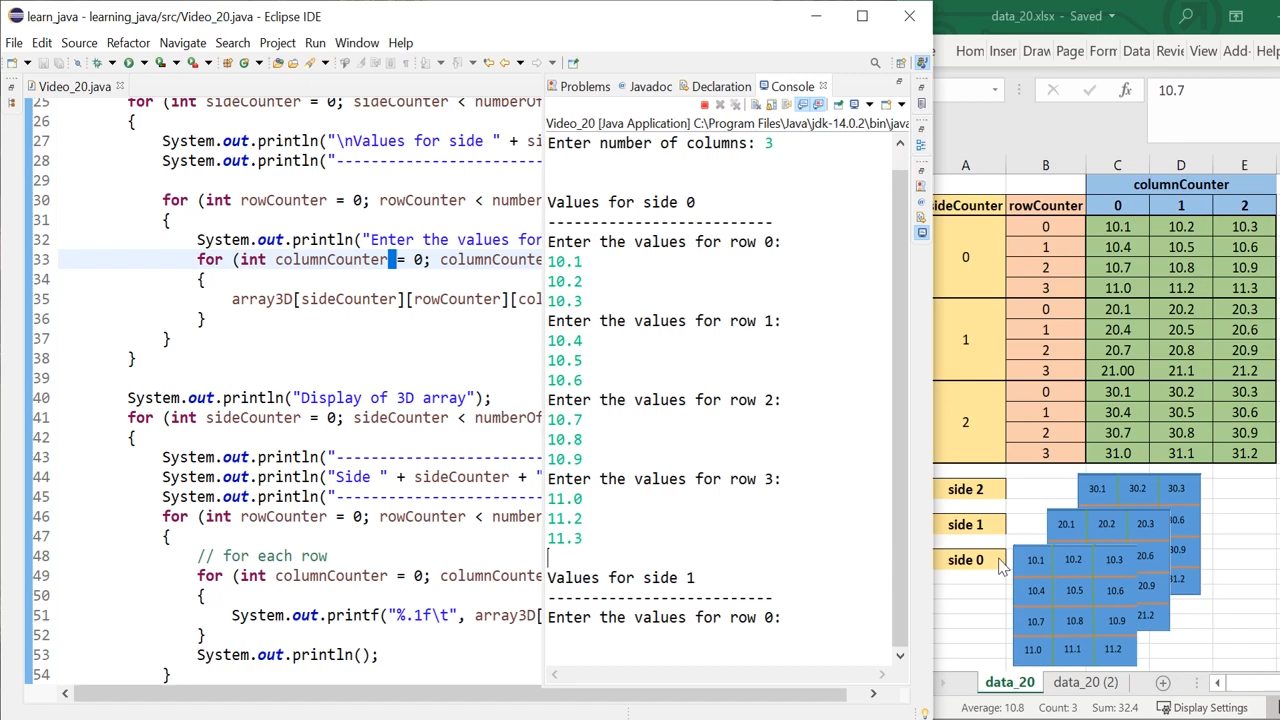 learn_java - learning_java/src/Video_20.java - Eclipse IDE
File Edit Source Refactor Navigate Search Project Run Window Help
Video_20.java
25 for (int sideCounter = 0; sideCounter < numberOf
26 {
27 System.out.println("\nValues for side " + si
28 System.out.println("--------------------
29
30 for (int rowCounter = 0; rowCounter < number
31 {
32 System.out.println("Enter the values for
33 for (int columnCounter = 0; columnCounte
34 {
35 array3D[sideCounter][rowCounter][col
36 }
37 }
38 }
39
40 System.out.println("Display of 3D array");
41 for (int sideCounter = 0; sideCounter < numberOf
42 {
43 System.out.println("--------------------
44 System.out.println("Side " + sideCounter + "
45 System.out.println("--------------------
46 for (int rowCounter = 0; rowCounter < number
47 {
48 // for each row
49 for (int columnCounter = 0; columnCounte
50 {
51 System.out.printf("%.1f\t", array3D[
52 }
53 System.out.println();
54 }
Problems Javadoc Declaration Console
Video_20 [Java Application] C:\Program Files\Java\jdk-14.0.2\bin\java
Enter number of columns: 3
Values for side 0
--------------------------
Enter the values for row 0:
10.1
10.2
10.3
Enter the values for row 1:
10.4
10.5
10.6
Enter the values for row 2:
10.7
10.8
10.9
Enter the values for row 3:
11.0
11.2
11.3
Values for side 1
--------------------------
Enter the values for row 0:
data_20.xlsx - Saved
Hom Inser Draw Page Form Data Revie View Add- Help
fx 10.7
A B C D E
columnCounter
sideCounter rowCounter 0 1 2
0 0 10.1 10.2 10.3
1 10.4 10.5 10.6
2 10.7 10.8 10.9
3 11.0 11.2 11.3
1 0 20.1 20.2 20.3
1 20.4 20.5 20.6
2 20.7 20.8 20.9
3 21.00 21.1 21.2
2 0 30.1 30.2 30.3
1 30.4 30.5 30.6
2 30.7 30.8 30.9
3 31.0 31.1 31.2
side 2 30.1 30.2 30.3
side 1 20.1 20.2 20.3
side 0 10.1 10.2 10.3 20.6
10.4 10.5 10.6 20.9
10.7 10.8 10.9 21.2
11.0 11.1 11.2
data_20 data_20 (2)
Average: 10.8 Count: 3 Sum: 32.4 Display Settings